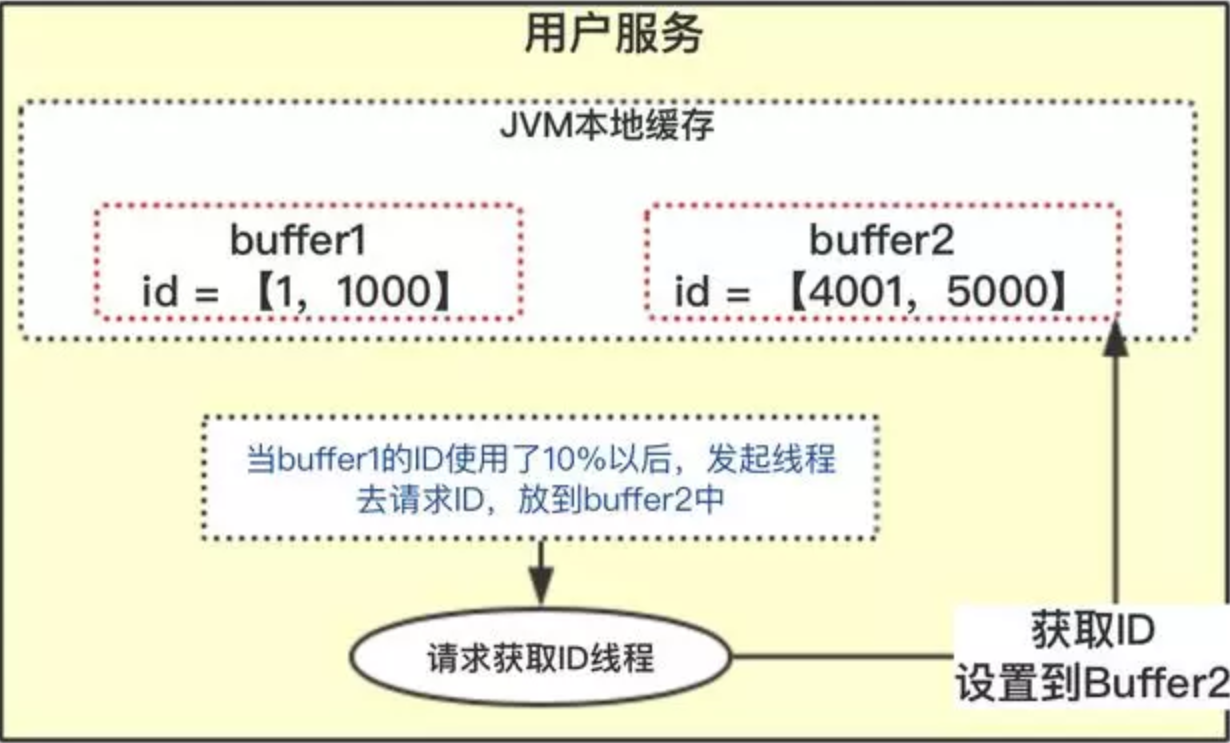 用户服务
JVM本地缓存
buffer1
id = 【1，1000】
buffer2
id = 【4001，5000】
当buffer1的ID使用了10%以后，发起线程
去请求ID，放到buffer2中
请求获取ID线程
获取ID
设置到Buffer2